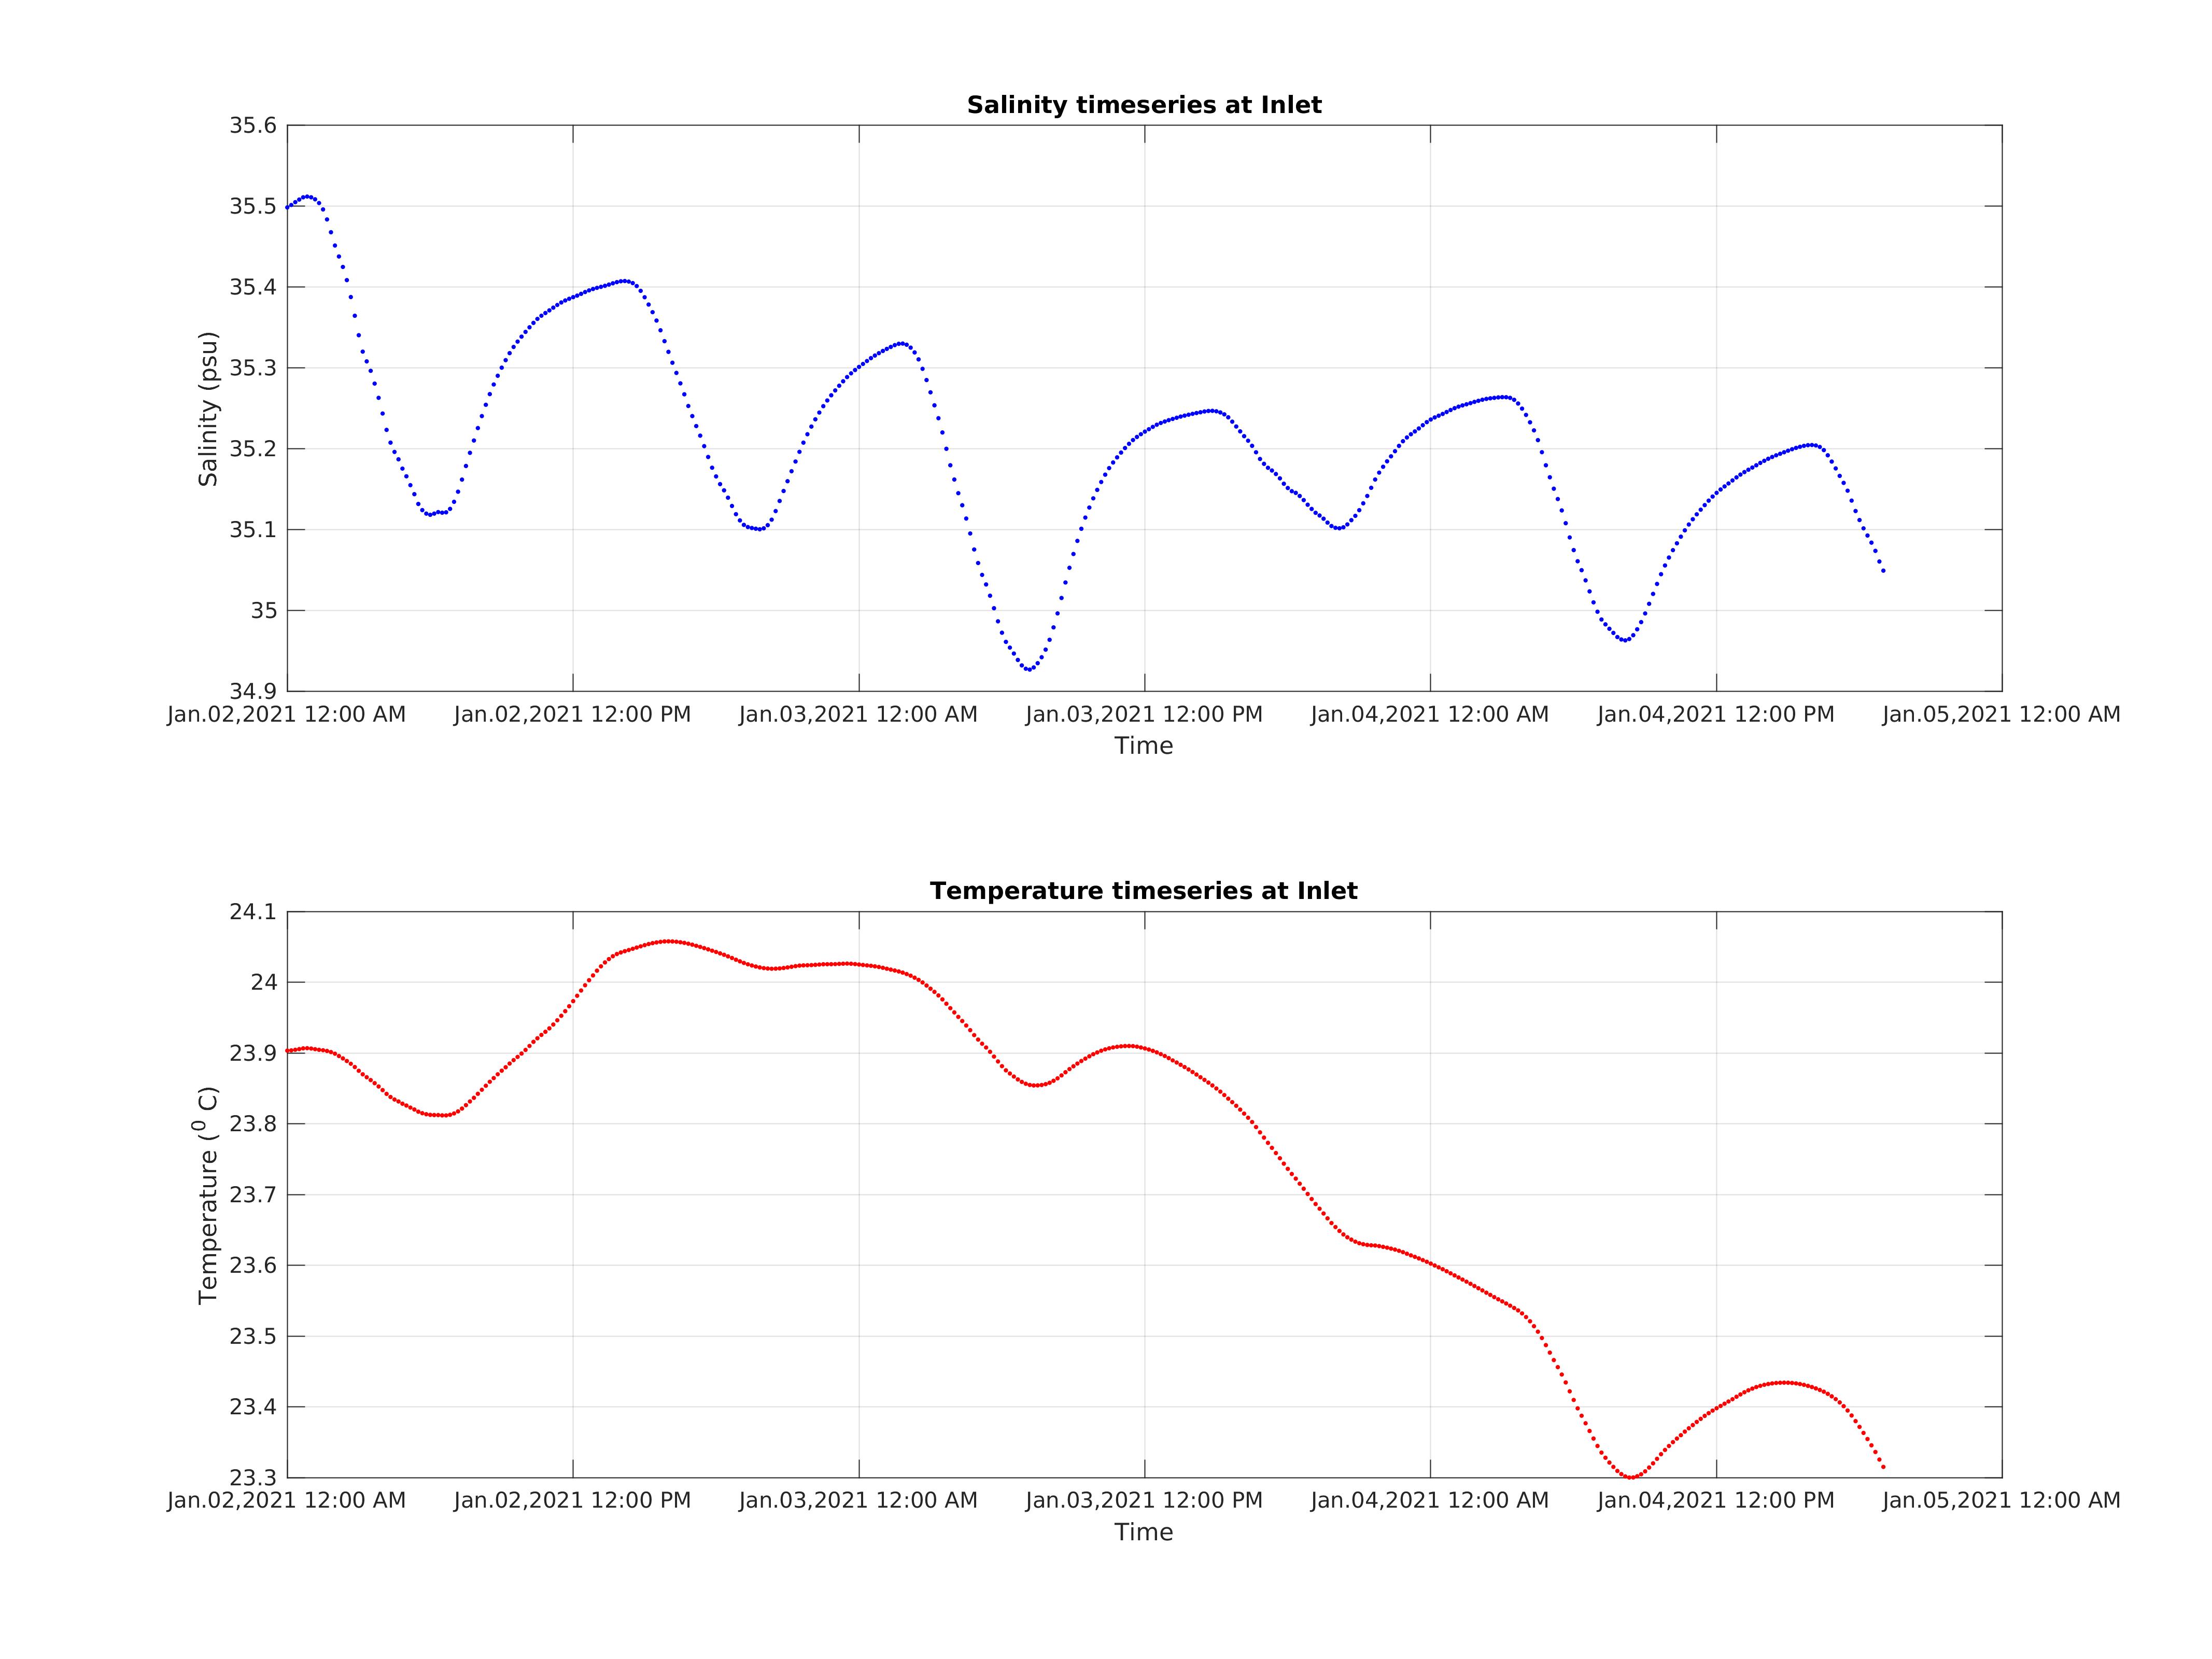 Salinity timeseries at Inlet
35.6
35.5
35.4
35.3
35.2
35.1
35
34.9
Salinity (psu)
Jan.02,2021 12:00 AM Jan.02,2021 12:00 PM Jan.03,2021 12:00 AM Jan.03,2021 12:00 PM Jan.04,2021 12:00 AM Jan.04,2021 12:00 PM Jan.05,2021 12:00 AM
Time
Temperature timeseries at Inlet
24.1
24
23.9
23.8
23.7
23.6
23.5
23.4
23.3
Temperature (⁰ C)
Jan.02,2021 12:00 AM Jan.02,2021 12:00 PM Jan.03,2021 12:00 AM Jan.03,2021 12:00 PM Jan.04,2021 12:00 AM Jan.04,2021 12:00 PM Jan.05,2021 12:00 AM
Time